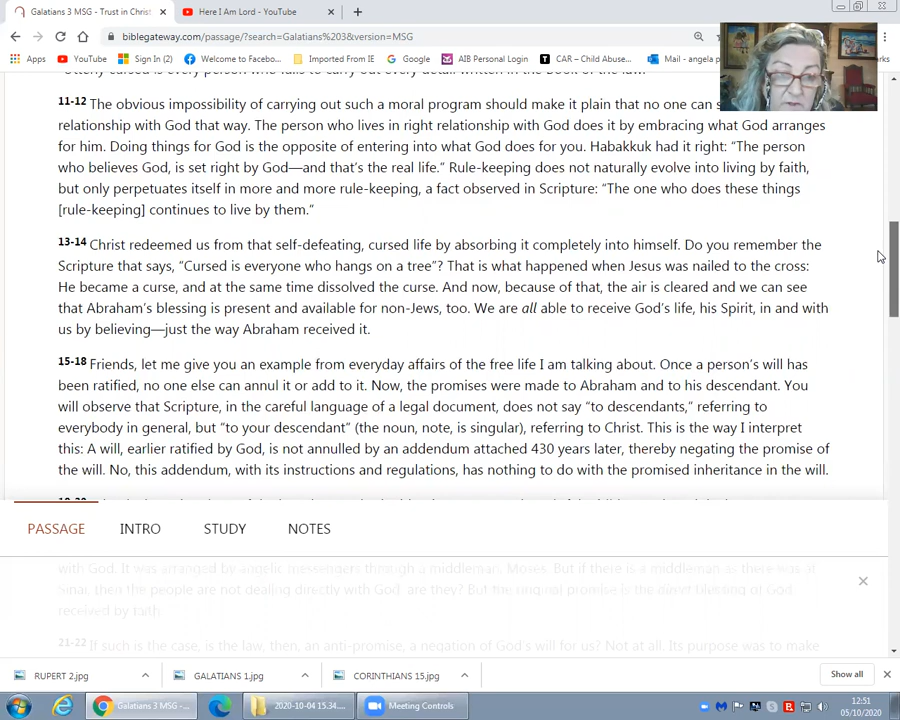 Galatians 3 MSG - Trust in Christ
Here I Am Lord - YouTube
biblegateway.com/passage/?search=Galatians%203&version=MSG
Apps YouTube Sign In (2) Welcome to Facebo... Imported From IE Google AIB Personal Login CAR – Child Abuse... Mail - angela p
11-12 The obvious impossibility of carrying out such a moral program should make it plain that no one can
relationship with God that way. The person who lives in right relationship with God does it by embracing what God arranges
for him. Doing things for God is the opposite of entering into what God does for you. Habakkuk had it right: “The person
who believes God, is set right by God—and that’s the real life.” Rule-keeping does not naturally evolve into living by faith,
but only perpetuates itself in more and more rule-keeping, a fact observed in Scripture: “The one who does these things
[rule-keeping] continues to live by them.”
13-14 Christ redeemed us from that self-defeating, cursed life by absorbing it completely into himself. Do you remember the
Scripture that says, “Cursed is everyone who hangs on a tree”? That is what happened when Jesus was nailed to the cross:
He became a curse, and at the same time dissolved the curse. And now, because of that, the air is cleared and we can see
that Abraham’s blessing is present and available for non-Jews, too. We are all able to receive God’s life, his Spirit, in and with
us by believing—just the way Abraham received it.
15-18 Friends, let me give you an example from everyday affairs of the free life I am talking about. Once a person’s will has
been ratified, no one else can annul it or add to it. Now, the promises were made to Abraham and to his descendant. You
will observe that Scripture, in the careful language of a legal document, does not say “to descendants,” referring to
everybody in general, but “to your descendant” (the noun, note, is singular), referring to Christ. This is the way I interpret
this: A will, earlier ratified by God, is not annulled by an addendum attached 430 years later, thereby negating the promise of
the will. No, this addendum, with its instructions and regulations, has nothing to do with the promised inheritance in the will.
PASSAGE INTRO STUDY NOTES
with God. It was arranged by angelic messengers through a middleman, Moses. But if there is a middleman as there was at
Sinai, then the people are not dealing directly with God, are they? But the original promise is the direct blessing of God
received by faith.
21-22 If such is the case, is the law, then, an anti-promise, a negation of God’s will for us? Not at all. Its purpose was to make
RUPERT 2.jpg GALATIANS 1.jpg CORINTHIANS 15.jpg Show all
Galatians 3 MSG -... 2020-10-04 15.34.... Meeting Controls 12:51
05/10/2020